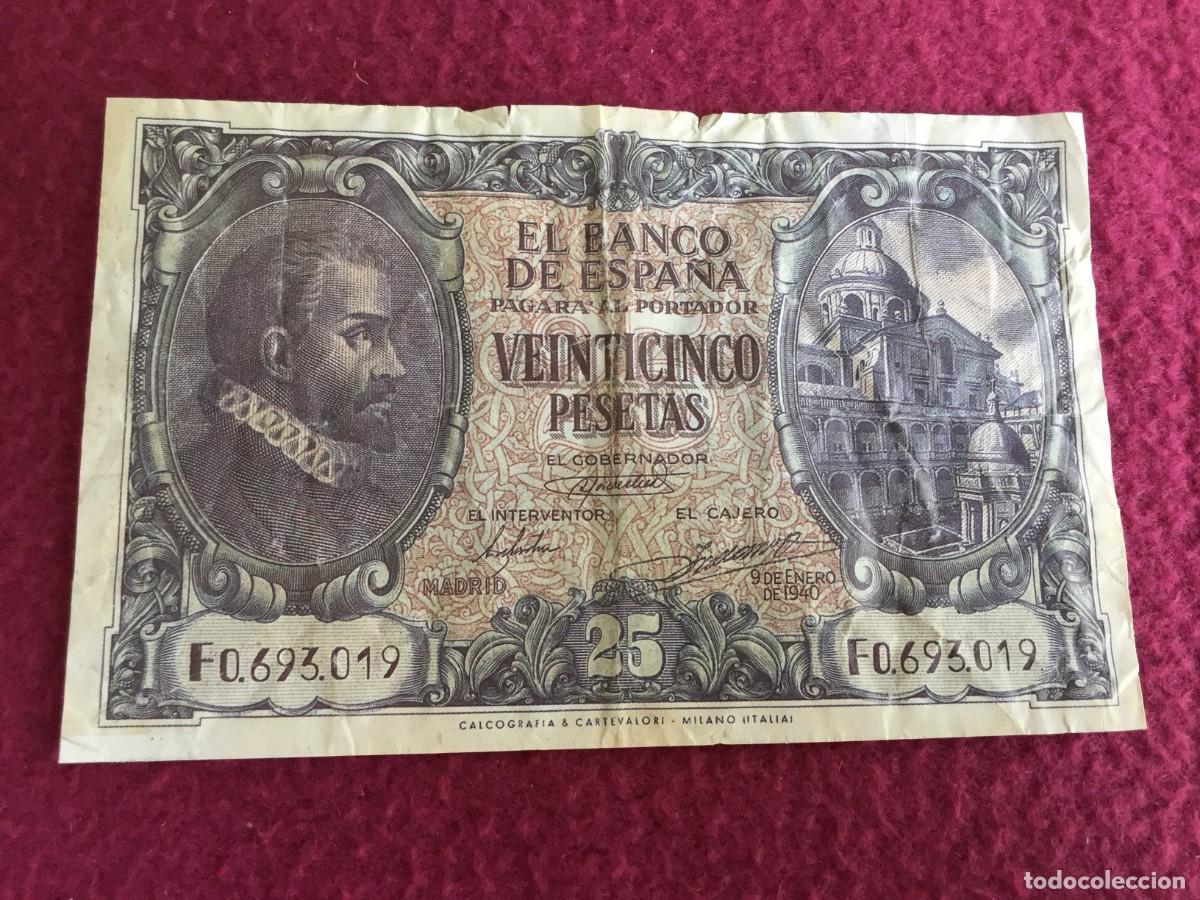 EL BANCO
DE ESPAÑA
PAGARA AL PORTADOR
VEINTICINCO
PESETAS
EL GOBERNADOR
EL INTERVENTOR EL CAJERO
MADRID 9 DE ENERO
DE 1940
F0.693.019 25 F0.693.019
CALCOGRAFIA & CARTEVALORI - MILANO (ITALIA)
todocoleccion